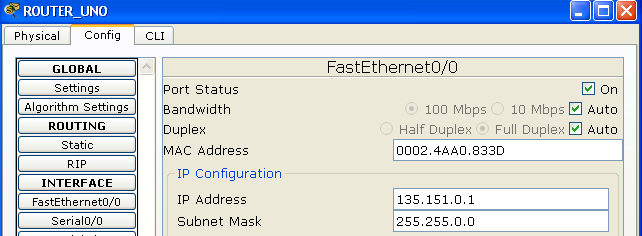 ROUTER_UNO
Physical Config CLI
GLOBAL
Settings
Algorithm Settings
ROUTING
Static
RIP
INTERFACE
FastEthernet0/0
Serial0/0
FastEthernet0/0
Port Status On
Bandwidth 100 Mbps 10 Mbps Auto
Duplex Half Duplex Full Duplex Auto
MAC Address 0002.4AA0.833D
IP Configuration
IP Address 135.151.0.1
Subnet Mask 255.255.0.0